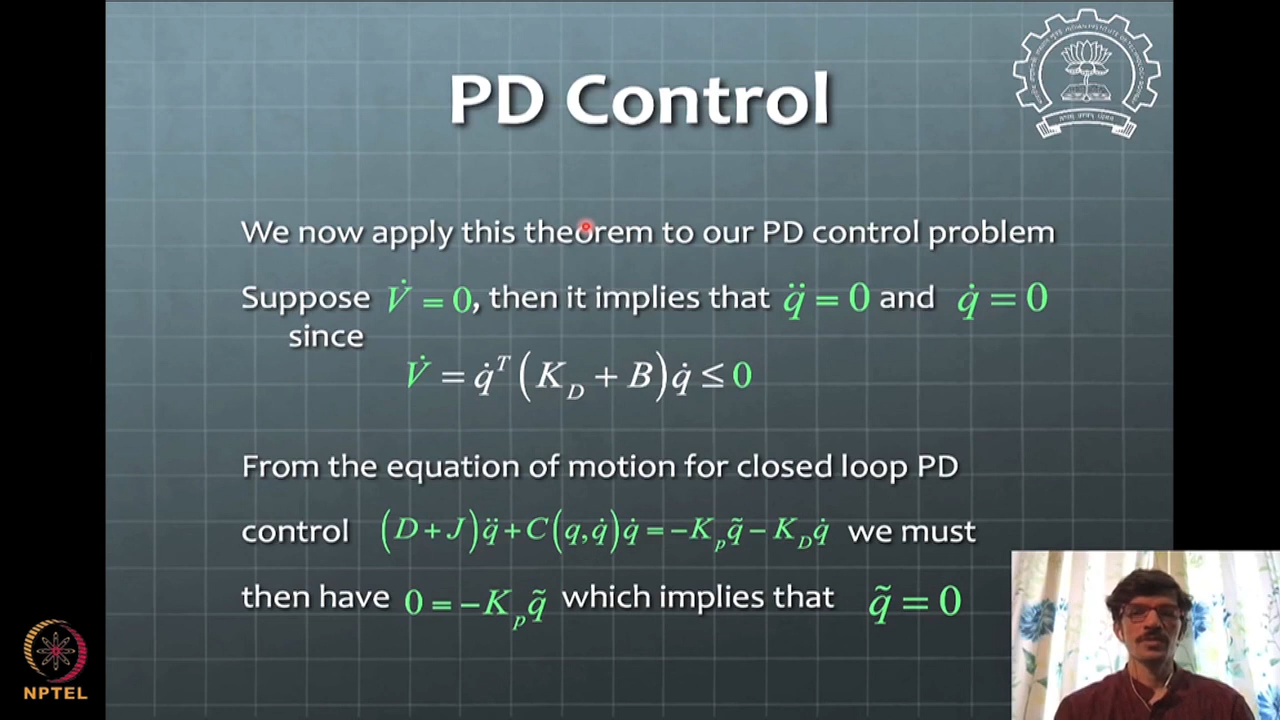 PD Control
We now apply this theorem to our PD control problem
Suppose V̇ = 0, then it implies that q̈ = 0 and q̇ = 0
since
V̇ = q̇ᵀ(K_D + B)q̇ ≤ 0
From the equation of motion for closed loop PD
control (D + J)q̈ + C(q, q̇)q̇ = −K_p q̃ − K_D q̇ we must
then have 0 = −K_p q̃ which implies that q̃ = 0
NPTEL